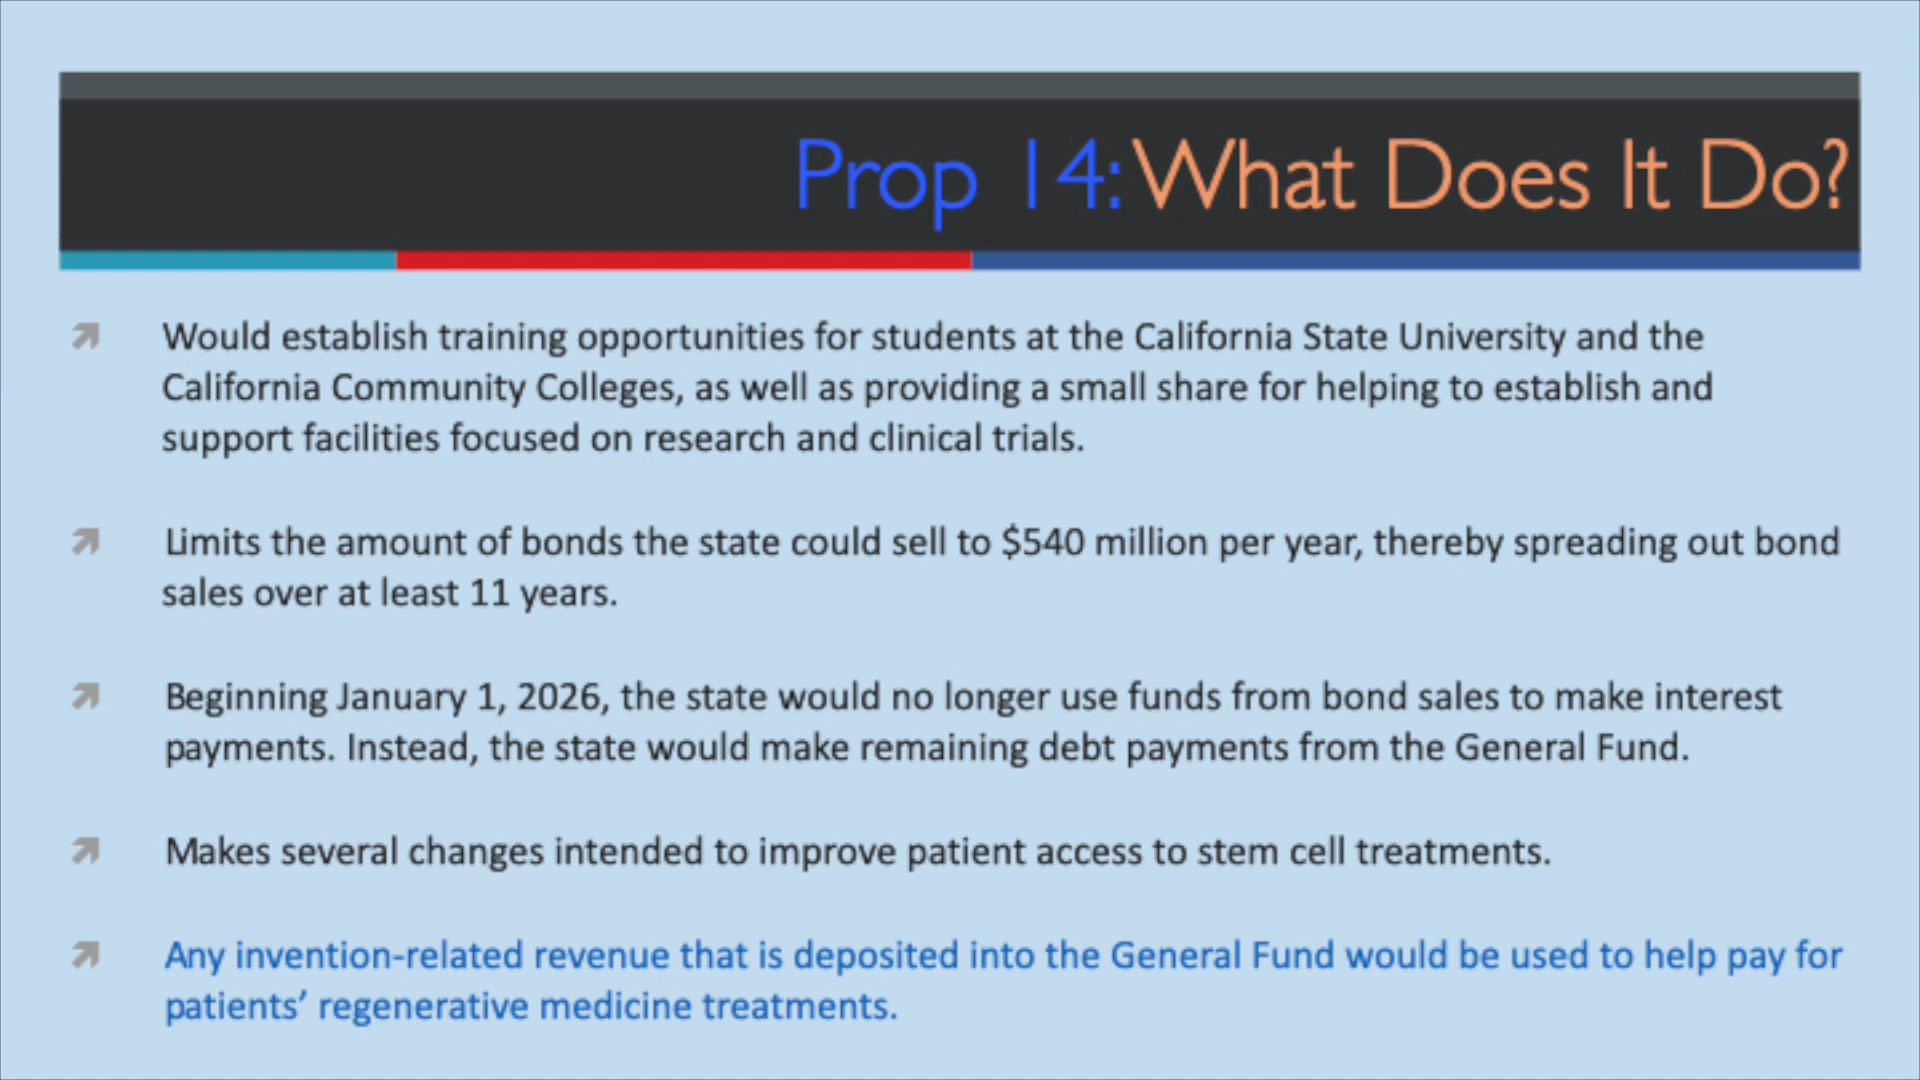 Prop 14: What Does It Do?
Would establish training opportunities for students at the California State University and the
California Community Colleges, as well as providing a small share for helping to establish and
support facilities focused on research and clinical trials.
Limits the amount of bonds the state could sell to $540 million per year, thereby spreading out bond
sales over at least 11 years.
Beginning January 1, 2026, the state would no longer use funds from bond sales to make interest
payments. Instead, the state would make remaining debt payments from the General Fund.
Makes several changes intended to improve patient access to stem cell treatments.
Any invention-related revenue that is deposited into the General Fund would be used to help pay for
patients’ regenerative medicine treatments.